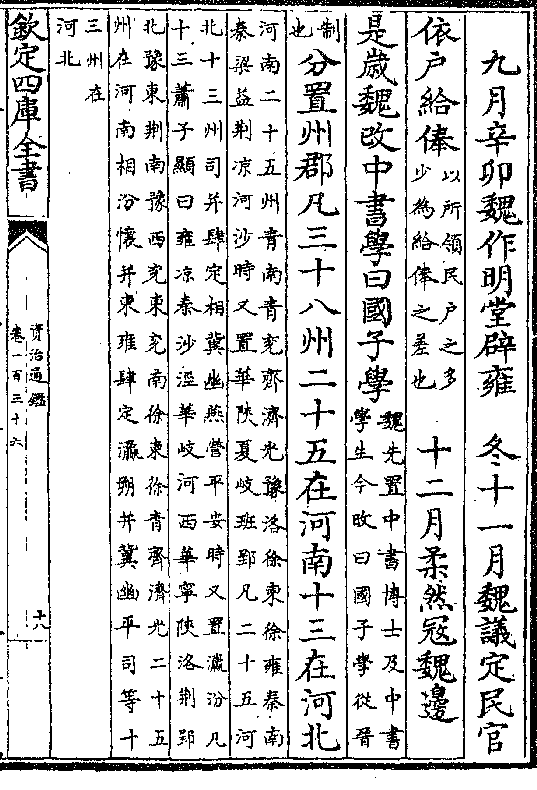 九月辛卯魏作明堂辟雍　冬十一月魏議定民官
依户給俸
以所領民户之多
少為給俸之差也
十二月柔然寇魏邊
是歲魏改中書學曰國子學
魏先置中書博士及中書
學生今改曰國子學從晉
制
也
分置州郡凡三十八州二十五在河南十三在河北
河南二十五州青南青兖齊濟光豫洛徐東徐雍秦南
秦梁益荆凉河沙時又置華陜夏岐班郢凡二十五河
北十三州司并肆定相冀幽燕營平安時又置瀛汾凡
十三蕭子顯曰雍凉秦沙涇華岐河西華寧陜洛荆郢
北豫東荆南豫西兖東兖南徐東徐青齊濟光二十五
州在河南相汾懷并東雍肆定瀛朔并冀幽平司等十
三州在
河北
欽定四庫全書
資治通鑑
卷一百三十六
十八